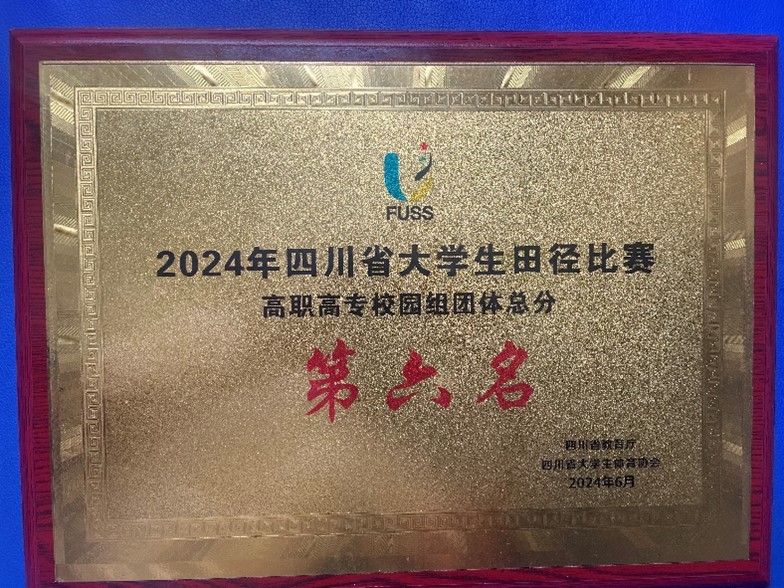 FUSS
2024年四川省大学生田径比赛
高职高专校园组团体总分
第六名
四川省教育厅
四川省大学生体育协会
2024年6月